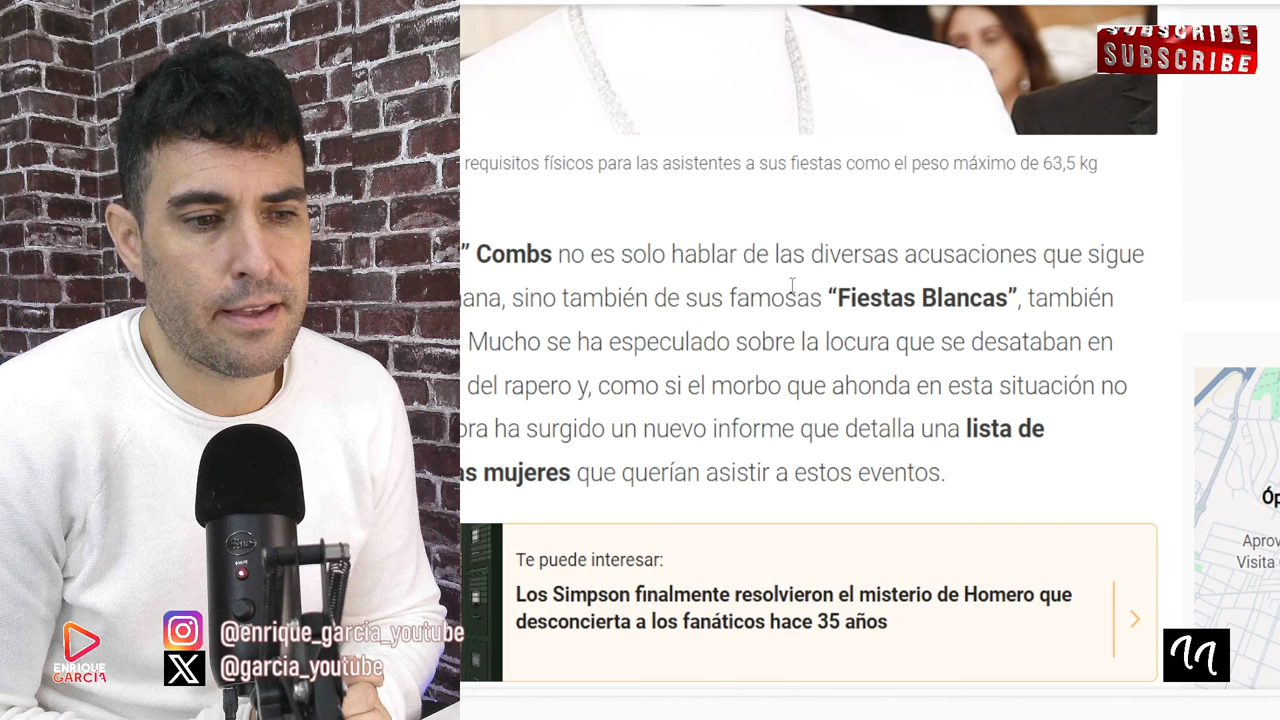 SUBSCRIBE
SUBSCRIBE
requisitos físicos para las asistentes a sus fiestas como el peso máximo de 63,5 kg
” Combs no es solo hablar de las diversas acusaciones que sigue
ana, sino también de sus famosas “Fiestas Blancas”, también
Mucho se ha especulado sobre la locura que se desataban en
del rapero y, como si el morbo que ahonda en esta situación no
ora ha surgido un nuevo informe que detalla una lista de
as mujeres que querían asistir a estos eventos.
Te puede interesar:
Los Simpson finalmente resolvieron el misterio de Homero que
desconcierta a los fanáticos hace 35 años
Óp
Aprov
Visita
@enrique_garcia_youtube
@garcia_youtube
ENRIQUE
GARCIA